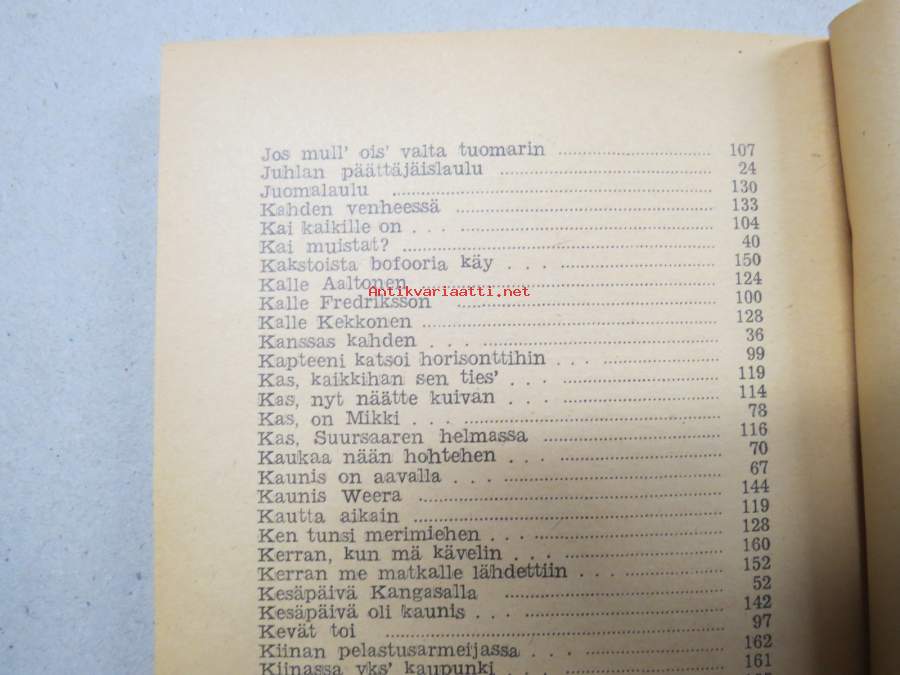 Jos mull' ois' valta tuomarin ........ 107
Juhlan päättäjäislaulu ........ 24
Juomalaulu ........ 130
Kahden venheessä ........ 133
Kai kaikille on ........ 104
Kai muistat? ........ 40
Kakstoista bofooria käy ........ 150
Kalle Aaltonen ........ 124
Antikvariaatti.net
Kalle Fredriksson ........ 100
Kalle Kekkonen ........ 128
Kanssas kahden ........ 36
Kapteeni katsoi horisonttihin ........ 99
Kas, kaikkihan sen ties' ........ 119
Kas, nyt näätte kuivan ........ 114
Kas, on Mikki ........ 78
Kas, Suursaaren helmassa ........ 116
Kaukaa nään hohtehen ........ 70
Kaunis on aavalla ........ 67
Kaunis Weera ........ 144
Kautta aikain ........ 119
Ken tunsi merimiehen ........ 128
Kerran, kun mä kävelin ........ 160
Kerran me matkalle lähdettiin ........ 152
Kesäpäivä Kangasalla ........ 52
Kesäpäivä oli kaunis ........ 142
Kevät toi ........ 97
Kiinan pelastusarmeijassa ........ 162
Kiinassa yks' kaupunki ........ 161